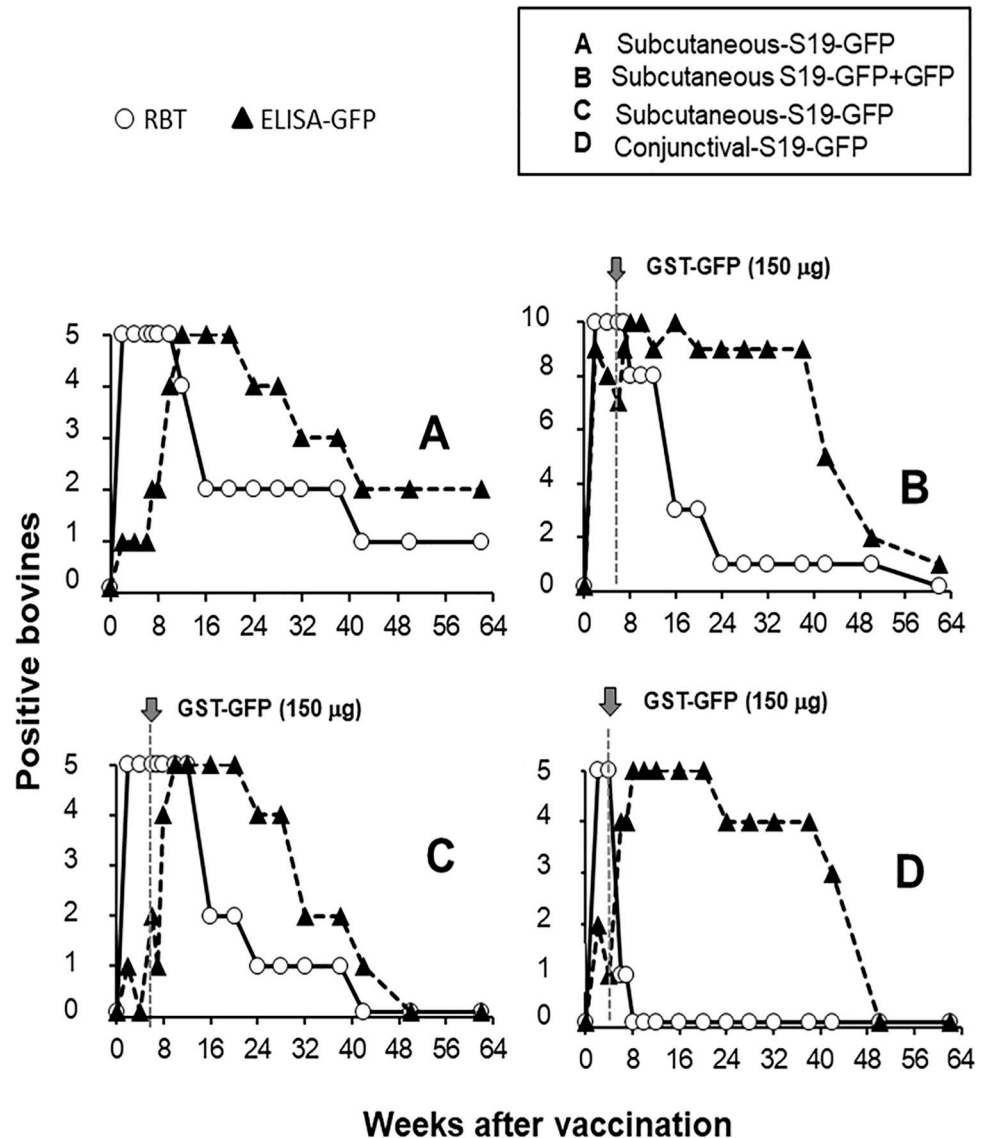 A Subcutaneous-S19-GFP
B Subcutaneous S19-GFP+GFP
C Subcutaneous-S19-GFP
D Conjunctival-S19-GFP
RBT ELISA-GFP
GST-GFP (150 µg)
5
4
3
2
1
0
A
0 8 16 24 32 40 48 56 64
10
8
6
4
2
0
B
0 8 16 24 32 40 48 56 64
Positive bovines
GST-GFP (150 µg)
5
4
3
2
1
0
C
0 8 16 24 32 40 48 56 64
GST-GFP (150 µg)
5
4
3
2
1
0
D
0 8 16 24 32 40 48 56 64
Weeks after vaccination